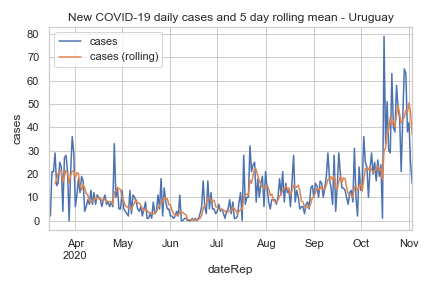 New COVID-19 daily cases and 5 day rolling mean - Uruguay
cases
cases (rolling)
80
70
60
50
40
30
20
10
0
cases
Apr
2020
May
Jun
Jul
Aug
Sep
Oct
Nov
dateRep